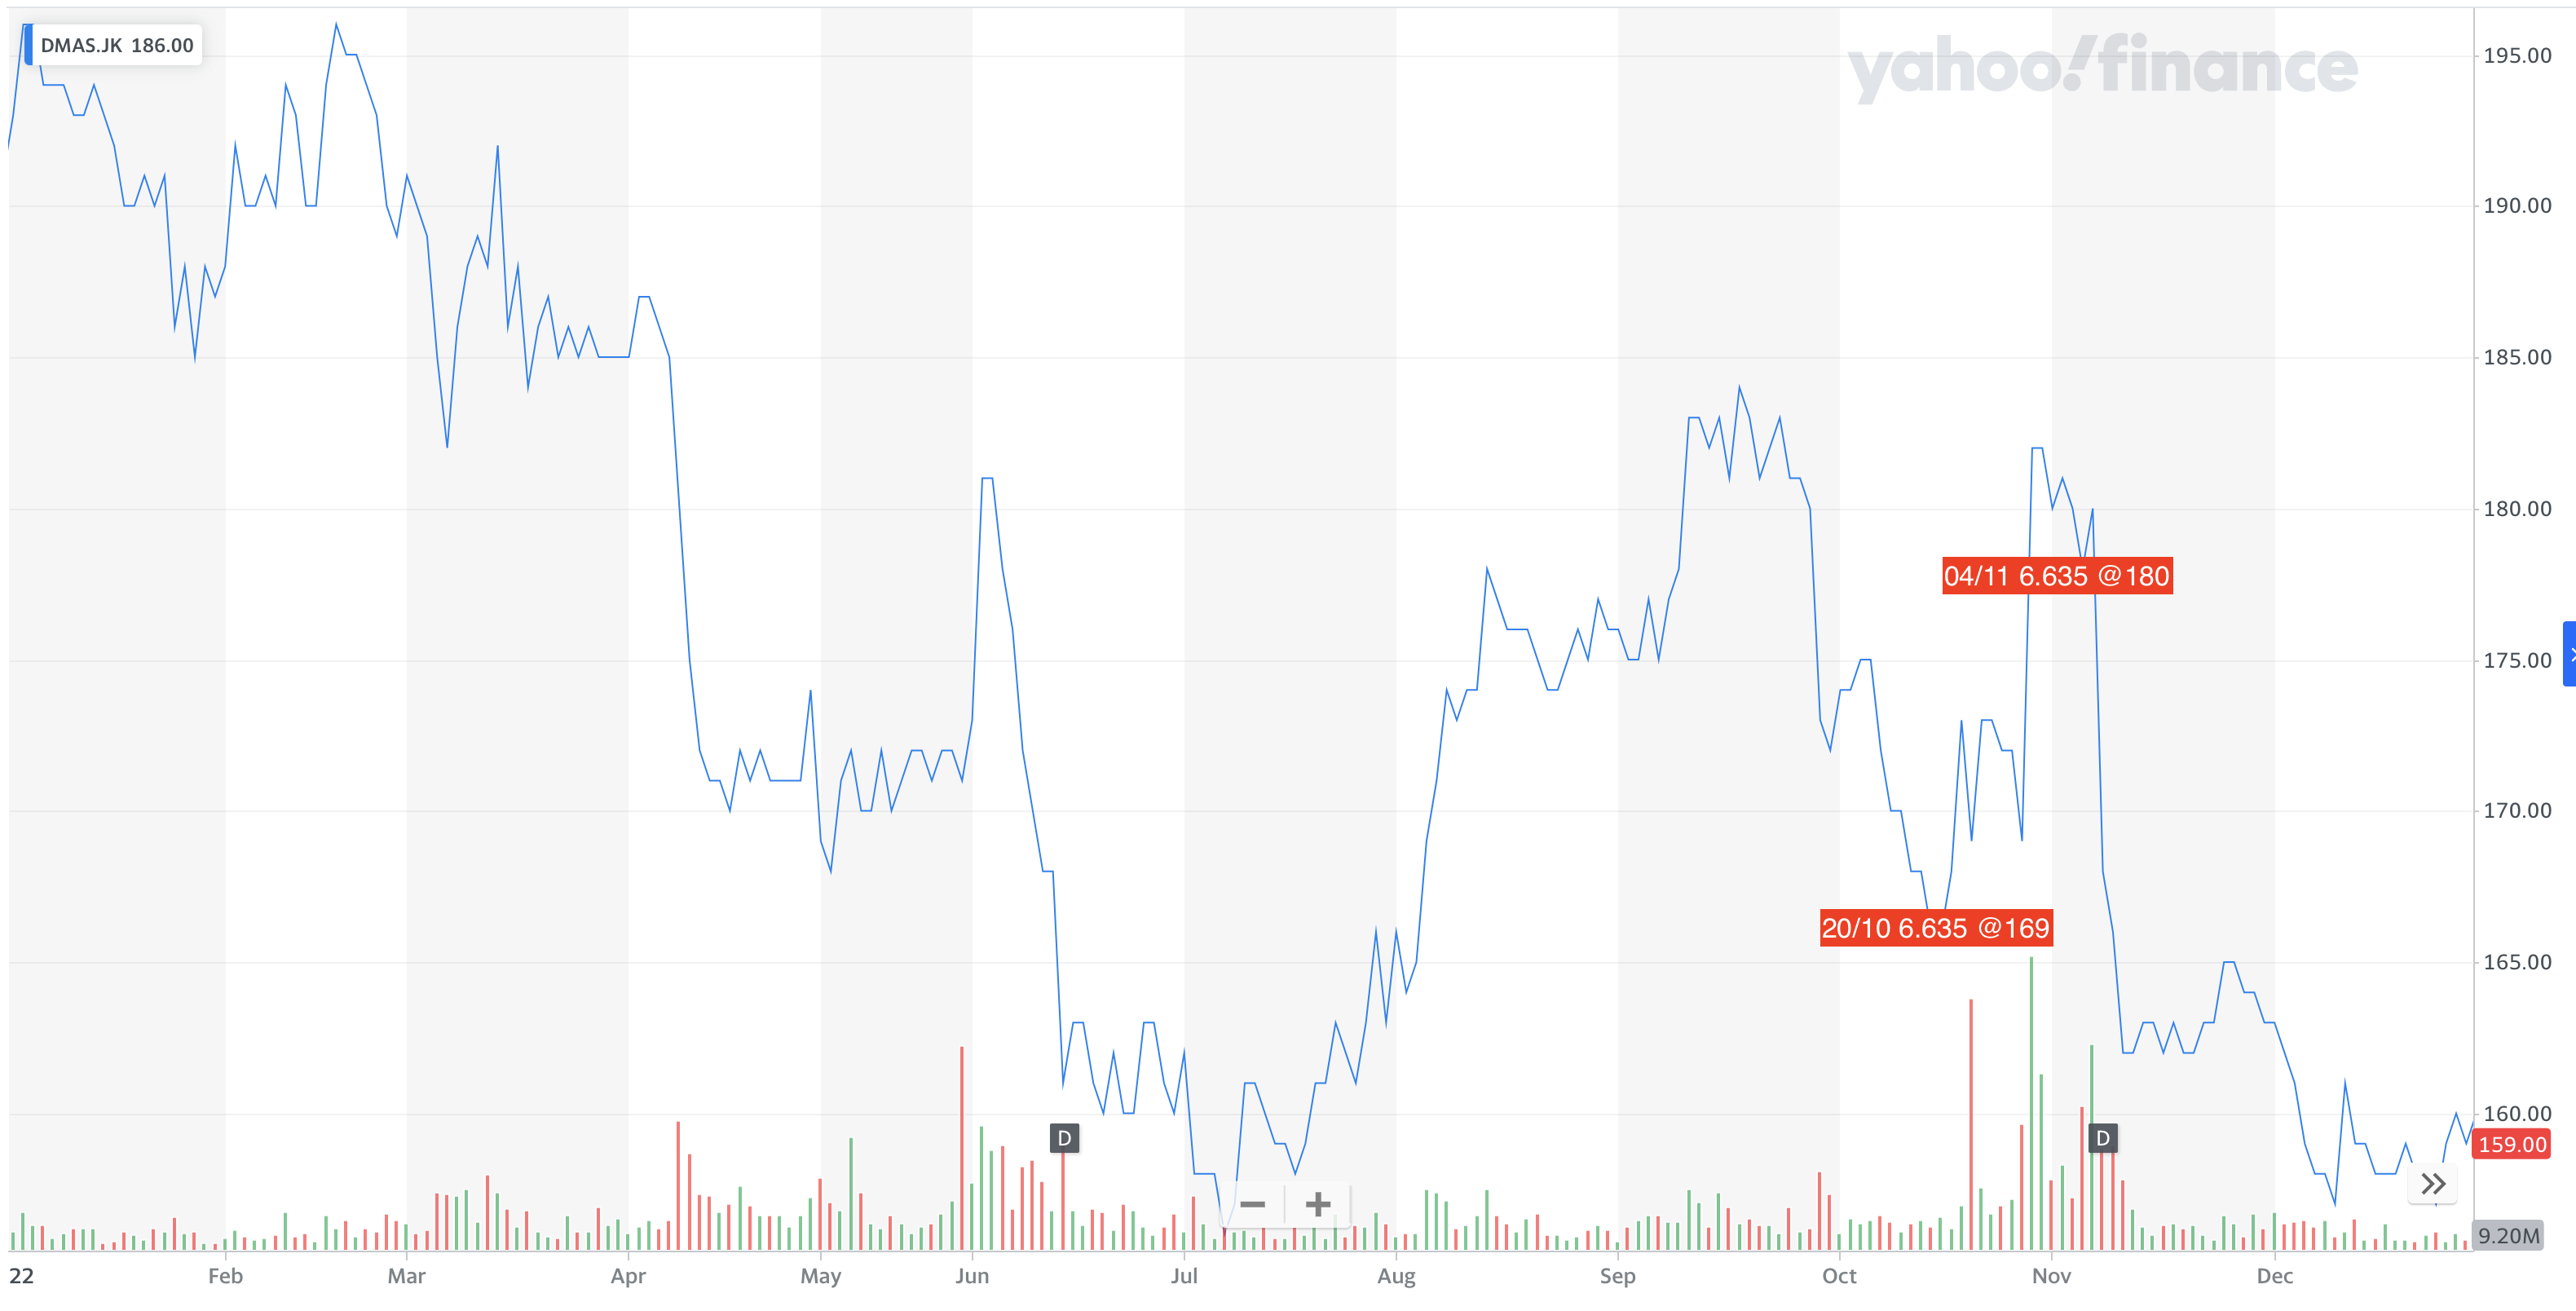 DMAS.JK 186.00
yahoo!finance
195.00
190.00
185.00
180.00
04/11 6.635 @180
175.00
170.00
20/10 6.635 @169
165.00
160.00
D
D
159.00
9.20M
22 Feb Mar Apr May Jun Jul Aug Sep Oct Nov Dec